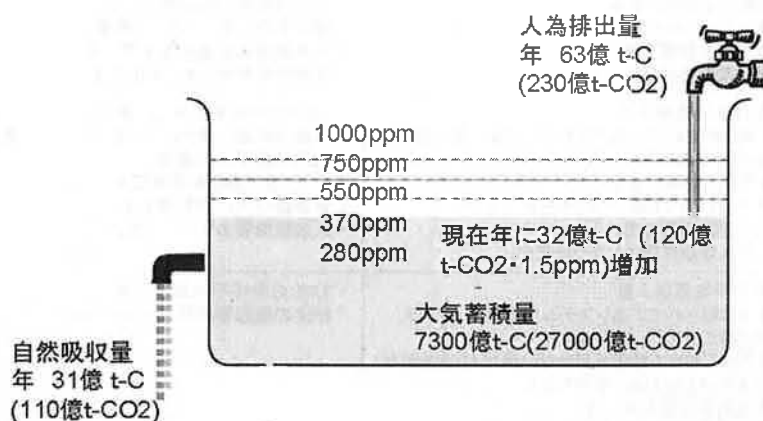 人為排出量
年 63億 t-C
(230億t-CO2)
1000ppm
750ppm
550ppm
370ppm
280ppm
現在年に32億t-C (120億
t-CO2・1.5ppm)増加
大気蓄積量
7300億t-C(27000億t-CO2)
自然吸収量
年 31億 t-C
(110億t-CO2)